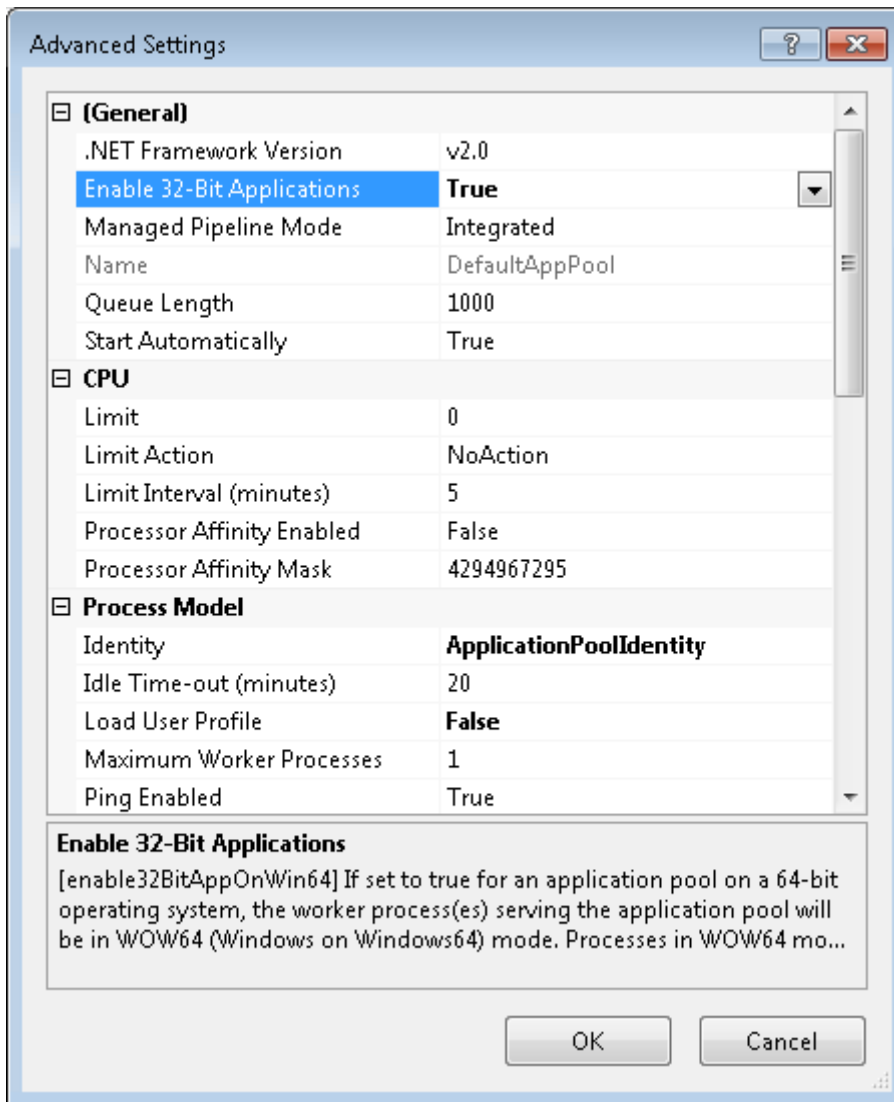 Advanced Settings
(General)
.NET Framework Version v2.0
Enable 32-Bit Applications True
Managed Pipeline Mode Integrated
Name DefaultAppPool
Queue Length 1000
Start Automatically True
CPU
Limit 0
Limit Action NoAction
Limit Interval (minutes) 5
Processor Affinity Enabled False
Processor Affinity Mask 4294967295
Process Model
Identity ApplicationPoolIdentity
Idle Time-out (minutes) 20
Load User Profile False
Maximum Worker Processes 1
Ping Enabled True
Enable 32-Bit Applications
[enable32BitAppOnWin64] If set to true for an application pool on a 64-bit
operating system, the worker process(es) serving the application pool will
be in WOW64 (Windows on Windows64) mode. Processes in WOW64 mo...
OK Cancel